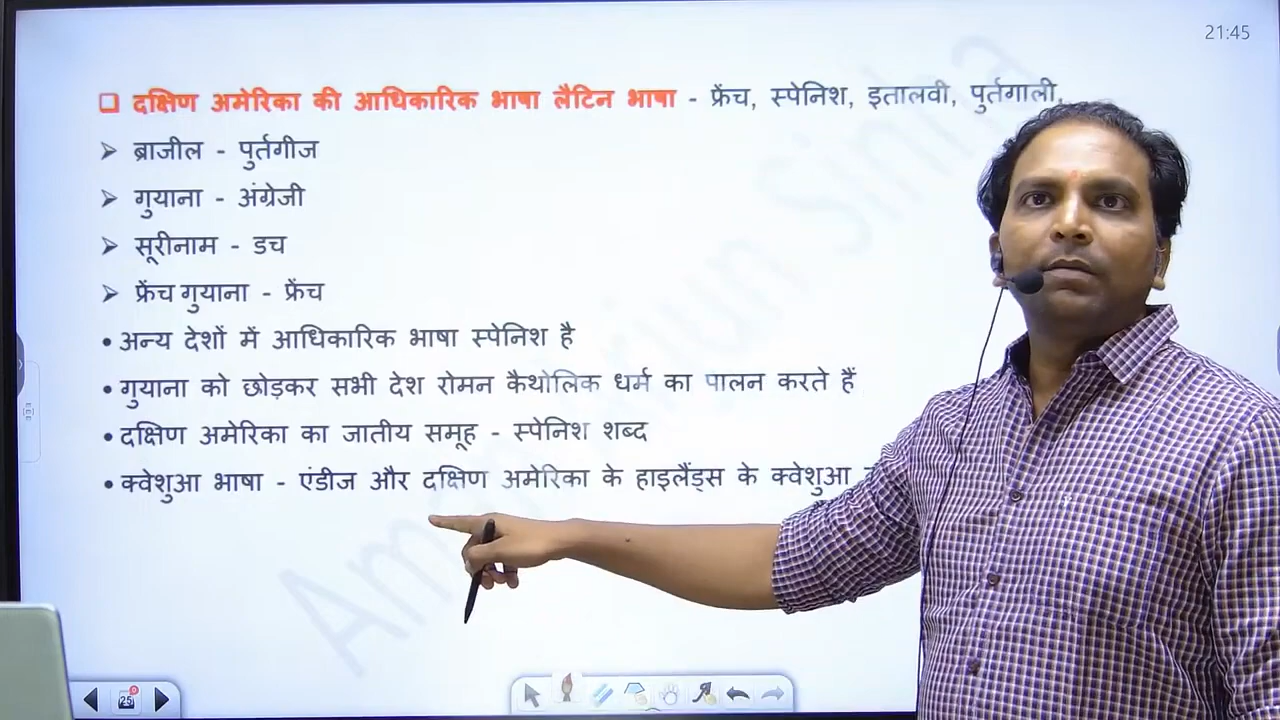 21:45
❑ दक्षिण अमेरिका की आधिकारिक भाषा लैटिन भाषा - फ्रेंच, स्पेनिश, इतालवी, पुर्तगाली,
➤ ब्राजील - पुर्तगीज
➤ गुयाना - अंग्रेजी
➤ सूरीनाम - डच
➤ फ्रेंच गुयाना - फ्रेंच
• अन्य देशों में आधिकारिक भाषा स्पेनिश है
• गुयाना को छोड़कर सभी देश रोमन कैथोलिक धर्म का पालन करते हैं
• दक्षिण अमेरिका का जातीय समूह - स्पेनिश शब्द
• क्वेशुआ भाषा - एंडीज और दक्षिण अमेरिका के हाइलैंड्स के क्वेशुआ
25